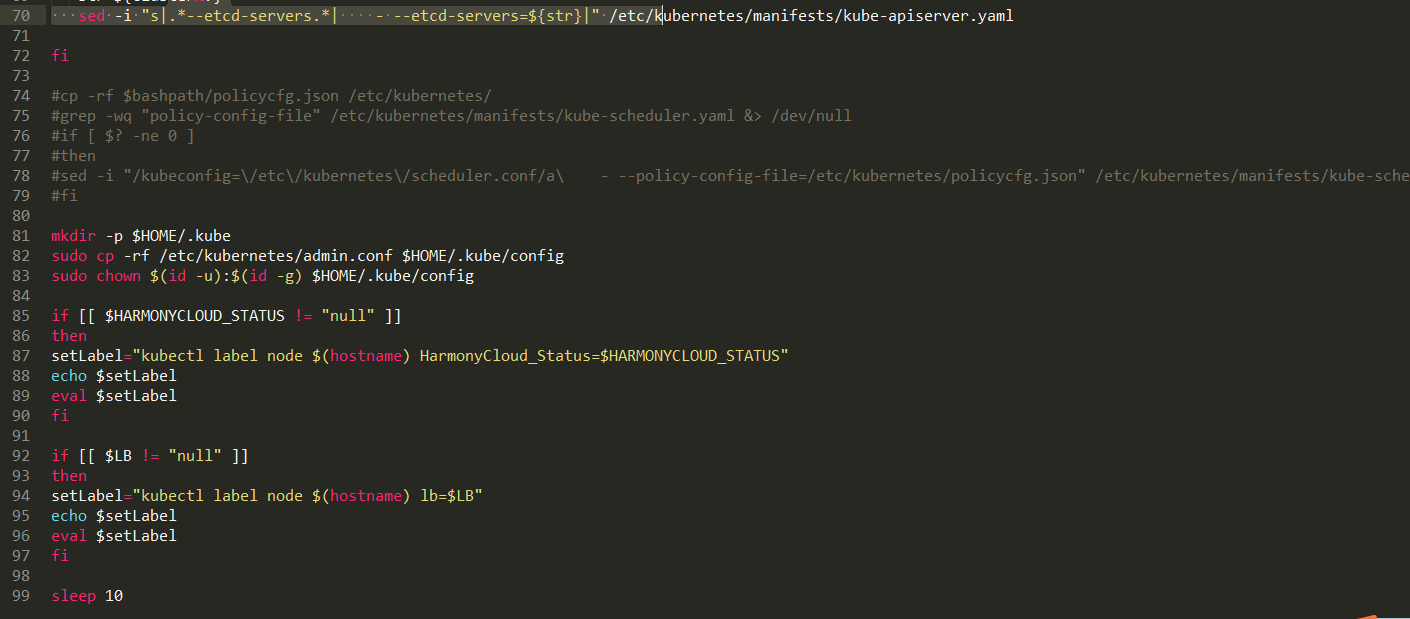 70 sed -i "s|.*--etcd-servers.*|    - --etcd-servers=${str}|" /etc/kubernetes/manifests/kube-apiserver.yaml
71
72 fi
73
74 #cp -rf $bashpath/policycfg.json /etc/kubernetes/
75 #grep -wq "policy-config-file" /etc/kubernetes/manifests/kube-scheduler.yaml &> /dev/null
76 #if [ $? -ne 0 ]
77 #then
78 #sed -i "/kubeconfig=\/etc\/kubernetes\/scheduler.conf/a\    - --policy-config-file=/etc/kubernetes/policycfg.json" /etc/kubernetes/manifests/kube-sche
79 #fi
80
81 mkdir -p $HOME/.kube
82 sudo cp -rf /etc/kubernetes/admin.conf $HOME/.kube/config
83 sudo chown $(id -u):$(id -g) $HOME/.kube/config
84
85 if [[ $HARMONYCLOUD_STATUS != "null" ]]
86 then
87 setLabel="kubectl label node $(hostname) HarmonyCloud_Status=$HARMONYCLOUD_STATUS"
88 echo $setLabel
89 eval $setLabel
90 fi
91
92 if [[ $LB != "null" ]]
93 then
94 setLabel="kubectl label node $(hostname) lb=$LB"
95 echo $setLabel
96 eval $setLabel
97 fi
98
99 sleep 10